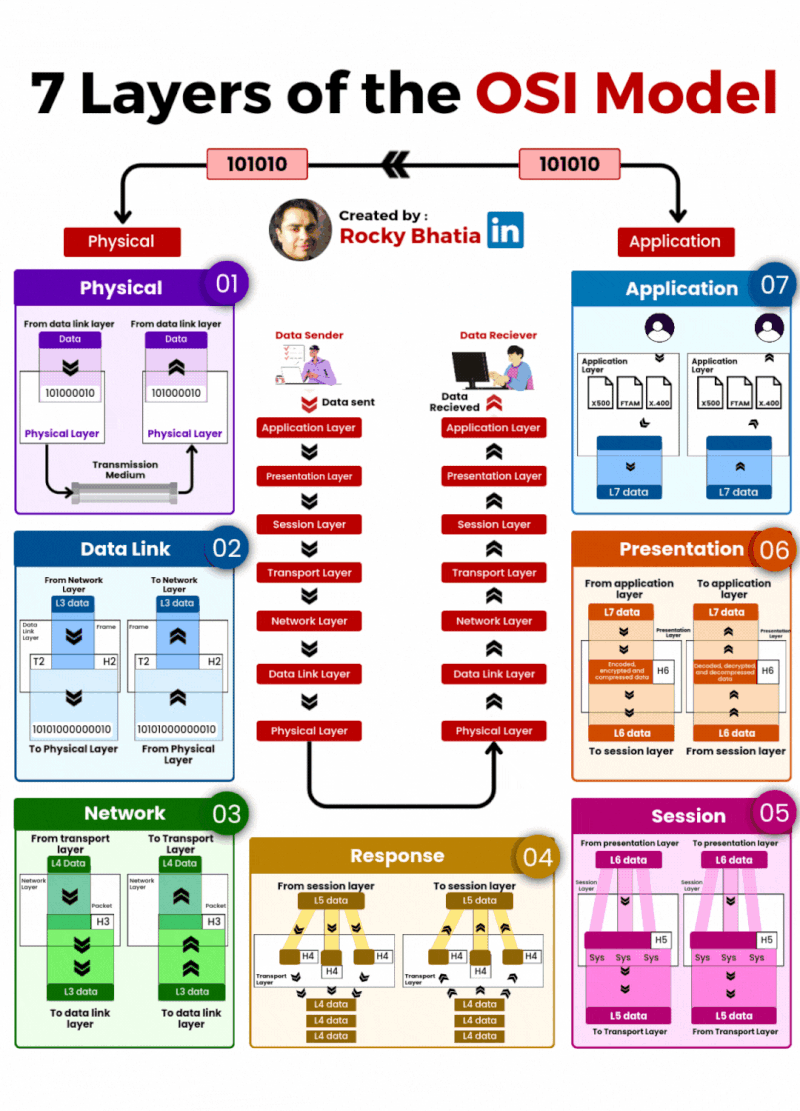 7 Layers of the OSI Model
101010
101010
Created by :
Rocky Bhatia
in
Physical
Application
Physical
01
From data link layer
From data link layer
Data
Data
101000010
101000010
Physical Layer
Physical Layer
Transmission
Medium
Data Link
02
From Network
Layer
To Network
Layer
L3 data
L3 data
Data
Link
Layer
Frame
Frame
T2
H2
T2
H2
10101000000010
10101000000010
To Physical Layer
From Physical
Layer
Network
03
From transport
layer
To Transport
Layer
L4 Data
L4 Data
Network
Layer
Network
Layer
Packet
Packet
H3
H3
L3 data
L3 data
To data link
layer
To data link
layer
Data Sender
Data Reciever
Data sent
Data
Recieved
Application Layer
Application Layer
Presentation Layer
Presentation Layer
Session Layer
Session Layer
Transport Layer
Transport Layer
Network Layer
Network Layer
Data Link Layer
Data Link Layer
Physical Layer
Physical Layer
Response
04
From session layer
To session layer
L5 data
L5 data
H4
H4
H4
H4
H4
H4
Transport
Layer
Transport
Layer
L4 data
L4 data
L4 data
L4 data
L4 data
L4 data
Application
07
Application
Layer
Application
Layer
X500
FTAM
X.400
X500
FTAM
X.400
L7 data
L7 data
Presentation
06
From application
layer
To application
layer
L7 data
L7 data
Presentation
Layer
Presentation
Layer
Encoded,
encrypted and
compressed data
H6
Decoded, decrypted,
and decompressed
data
H6
L6 data
L6 data
To session layer
From session layer
Session
05
From presentation Layer
To presentation layer
L6 data
L6 data
Session
Layer
Session
Layer
H5
H5
Sys
Sys
Sys
Sys
Sys
Sys
L5 data
L5 data
To Transport Layer
From Transport Layer